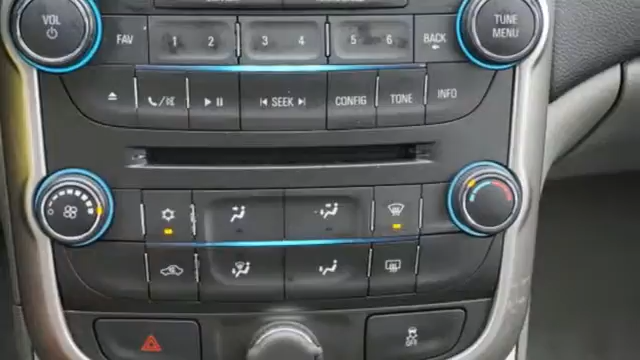 VOL
FAV
1 2
3 4
5 6
BACK
TUNE
MENU
SEEK
CONFIG
TONE
INFO